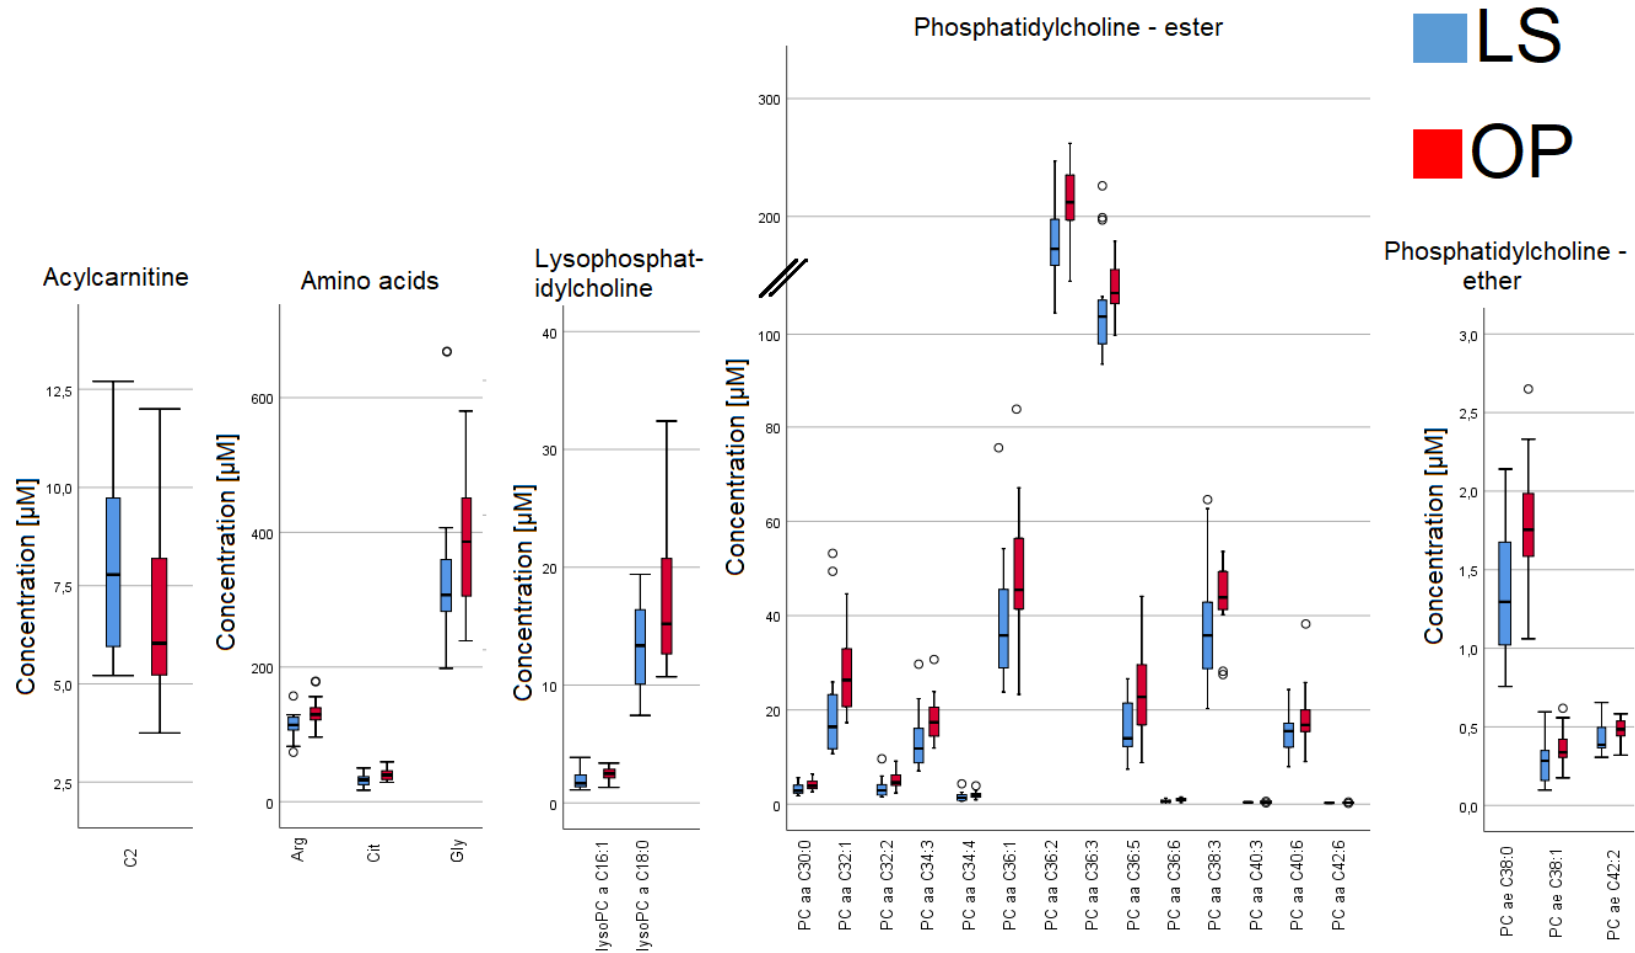 Phosphatidylcholine - ester
LS
OP
300
200
100
80
60
40
20
0
Concentration [µM]
PC aa C30:0
PC aa C32:1
PC aa C32:2
PC aa C34:3
PC aa C34:4
PC aa C36:1
PC aa C36:2
PC aa C36:3
PC aa C36:5
PC aa C36:6
PC aa C38:3
PC aa C40:3
PC aa C40:6
PC aa C42:6
Acylcarnitine
12,5
10,0
7,5
5,0
2,5
Concentration [µM]
C2
Amino acids
600
400
200
0
Concentration [µM]
Arg
Cit
Gly
Lysophosphat-
idylcholine
40
30
20
10
0
Concentration [µM]
lysoPC a C16:1
lysoPC a C18:0
Phosphatidylcholine -
ether
3,0
2,5
2,0
1,5
1,0
0,5
0,0
Concentration [µM]
PC ae C38:0
PC ae C38:1
PC ae C42:2